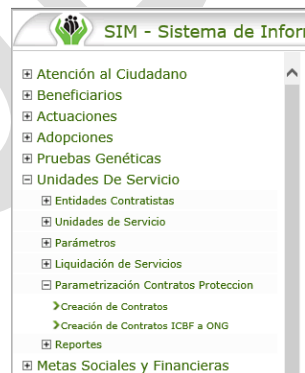 SIM - Sistema de Infor
Atención al Ciudadano
Beneficiarios
Actuaciones
Adopciones
Pruebas Genéticas
Unidades De Servicio
Entidades Contratistas
Unidades de Servicio
Parámetros
Liquidación de Servicios
Parametrización Contratos Proteccion
Creación de Contratos
Creación de Contratos ICBF a ONG
Reportes
Metas Sociales y Financieras